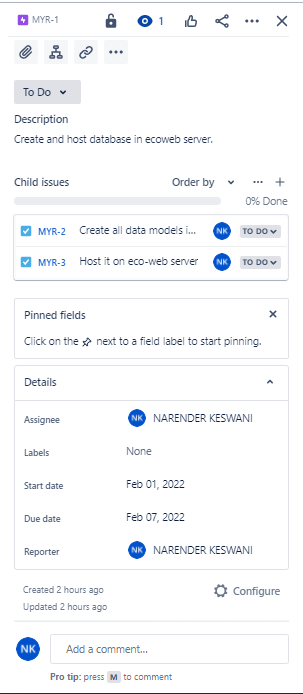 MYR-1
1
To Do
Description
Create and host database in ecoweb server.
Child issues
Order by
0% Done
MYR-2 Create all data models i... NK TO DO
MYR-3 Host it on eco-web server NK TO DO
Pinned fields
Click on the next to a field label to start pinning.
Details
Assignee NK NARENDER KESWANI
Labels None
Start date Feb 01, 2022
Due date Feb 07, 2022
Reporter NK NARENDER KESWANI
Created 2 hours ago Configure
Updated 2 hours ago
NK Add a comment...
Pro tip: press M to comment